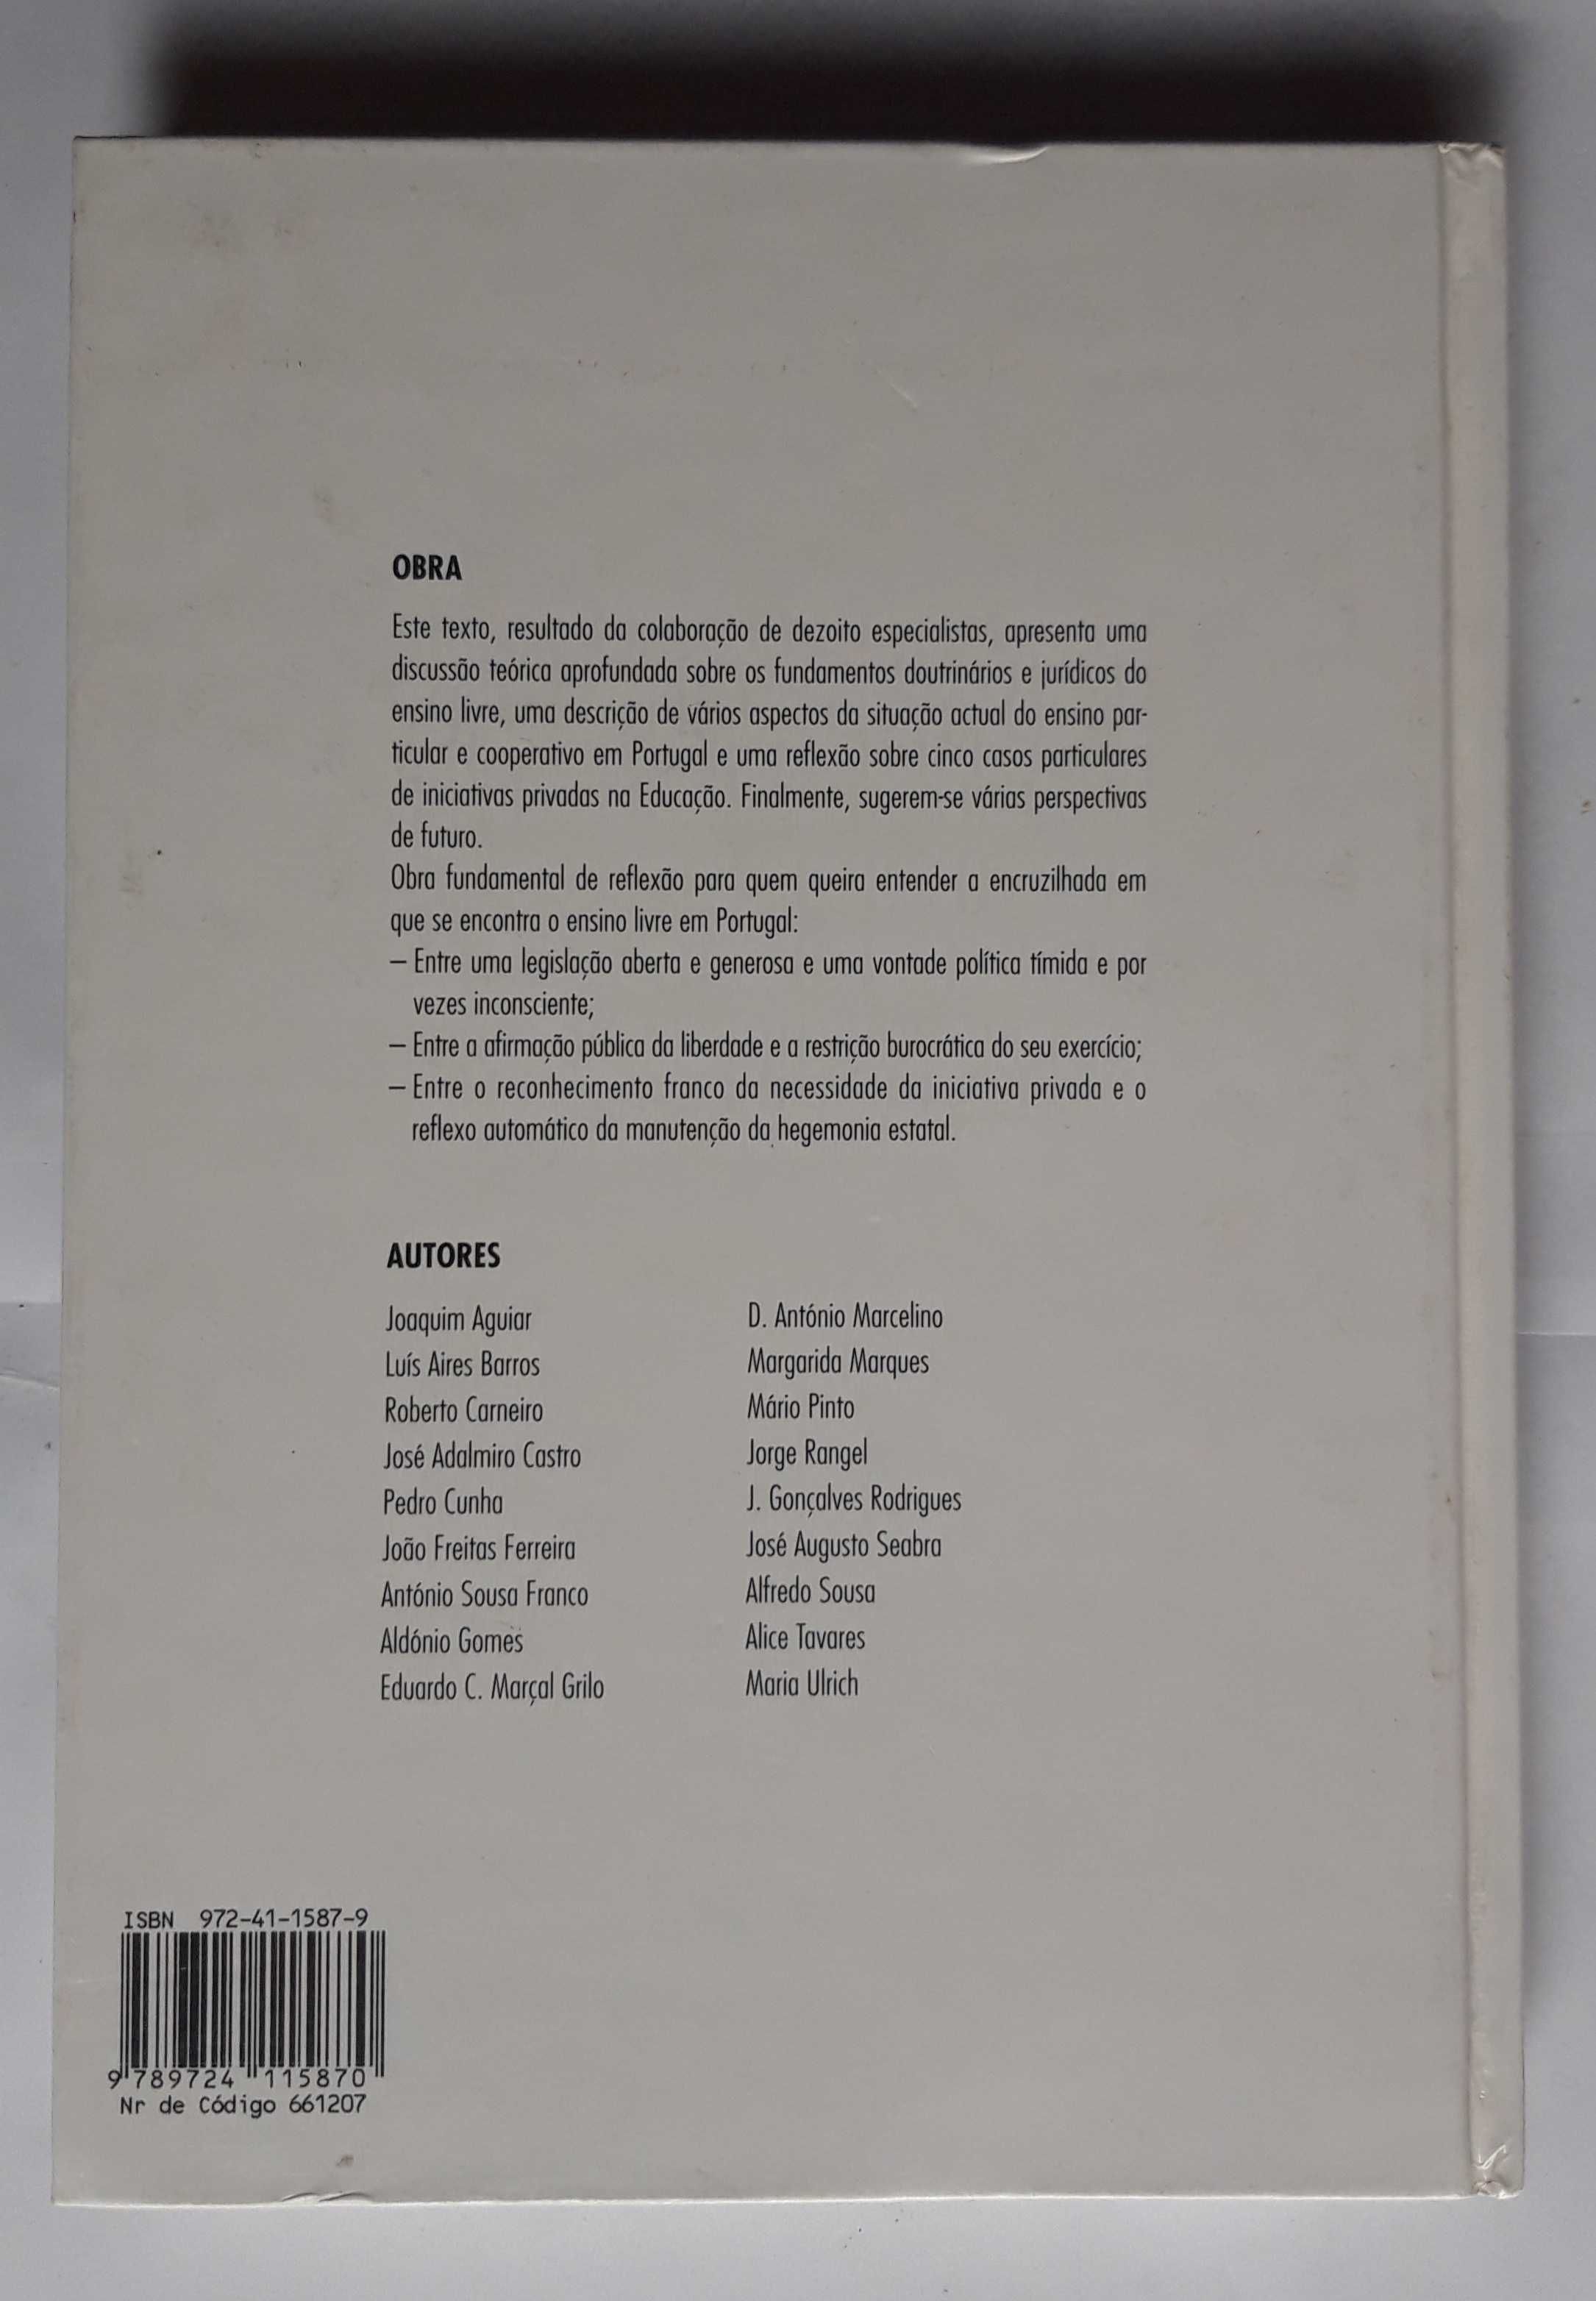 OBRA
Este texto, resultado da colaboração de dezoito especialistas, apresenta uma
discussão teórica aprofundada sobre os fundamentos doutrinários e jurídicos do
ensino livre, uma descrição de vários aspectos da situação actual do ensino par-
ticular e cooperativo em Portugal e uma reflexão sobre cinco casos particulares
de iniciativas privadas na Educação. Finalmente, sugerem-se várias perspectivas
de futuro.
Obra fundamental de reflexão para quem queira entender a encruzilhada em
que se encontra o ensino livre em Portugal:
– Entre uma legislação aberta e generosa e uma vontade política tímida e por
vezes inconsciente;
– Entre a afirmação pública da liberdade e a restrição burocrática do seu exercício;
– Entre o reconhecimento franco da necessidade da iniciativa privada e o
reflexo automático da manutenção da hegemonia estatal.
AUTORES
Joaquim Aguiar
Luís Aires Barros
Roberto Carneiro
José Adalmiro Castro
Pedro Cunha
João Freitas Ferreira
António Sousa Franco
Aldónio Gomes
Eduardo C. Marçal Grilo
D. António Marcelino
Margarida Marques
Mário Pinto
Jorge Rangel
J. Gonçalves Rodrigues
José Augusto Seabra
Alfredo Sousa
Alice Tavares
Maria Ulrich
ISBN 972-41-1587-9
9 789724 115870
Nr de Código 661207